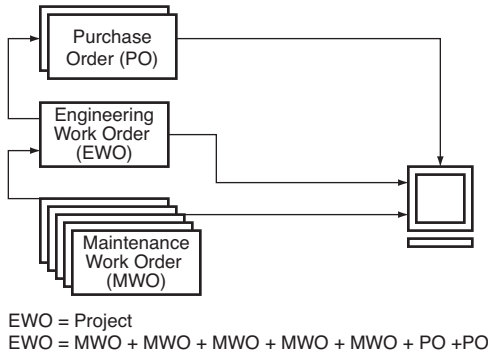 Purchase
Order (PO)
Engineering
Work Order
(EWO)
Maintenance
Work Order
(MWO)
EWO = Project
EWO = MWO + MWO + MWO + MWO + MWO + PO +PO